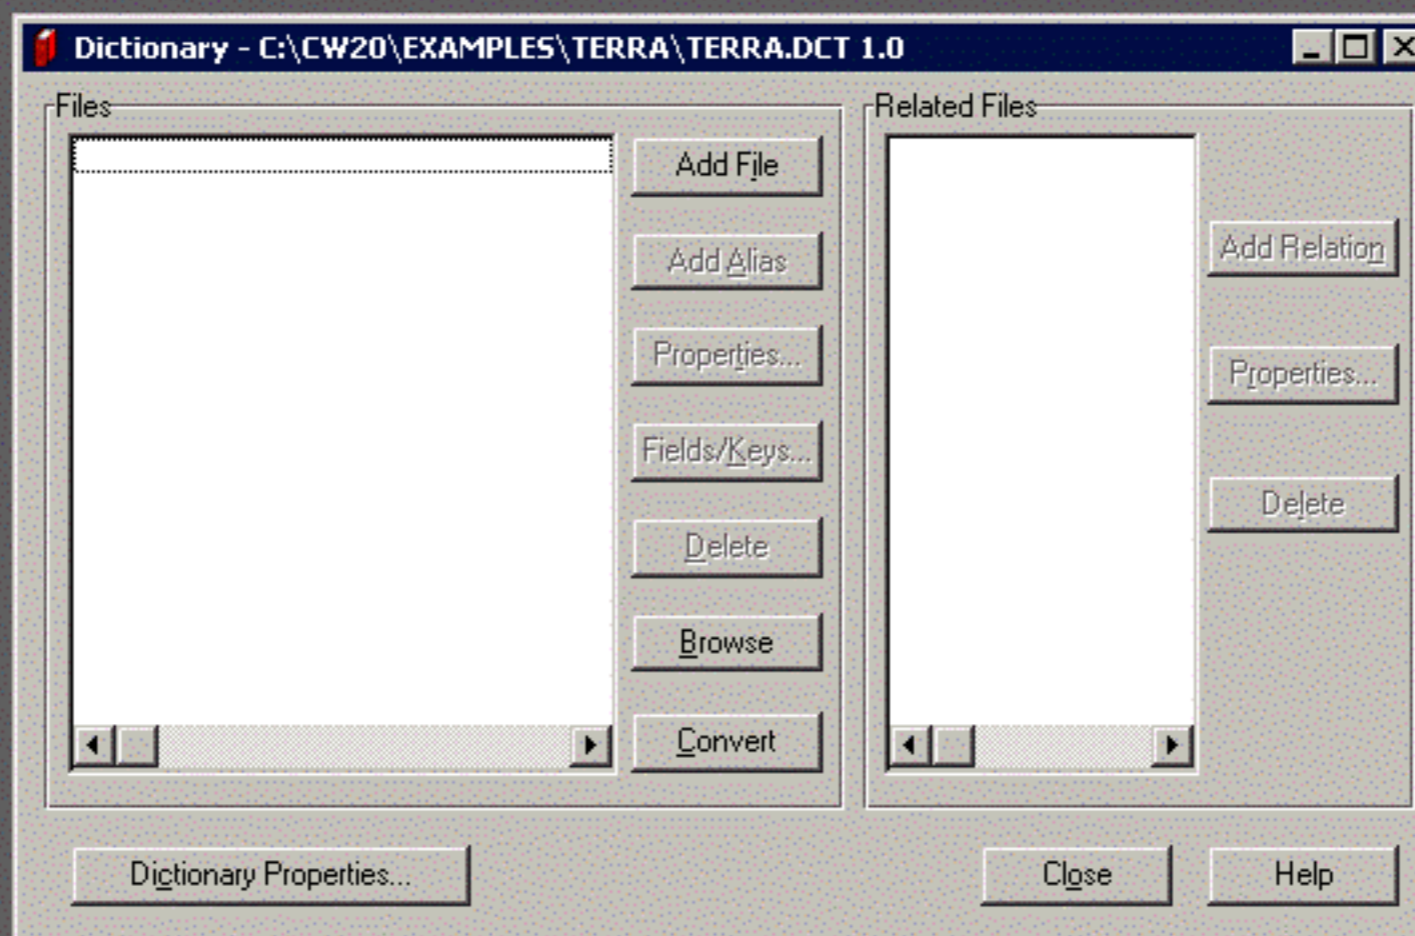 Dictionary - C:\CW20\EXAMPLES\TERRA\TERRA.DCT 1.0
Files
Add File
Add Alias
Properties...
Fields/Keys...
Delete
Browse
Convert
Related Files
Add Relation
Properties...
Delete
Dictionary Properties...
Close
Help